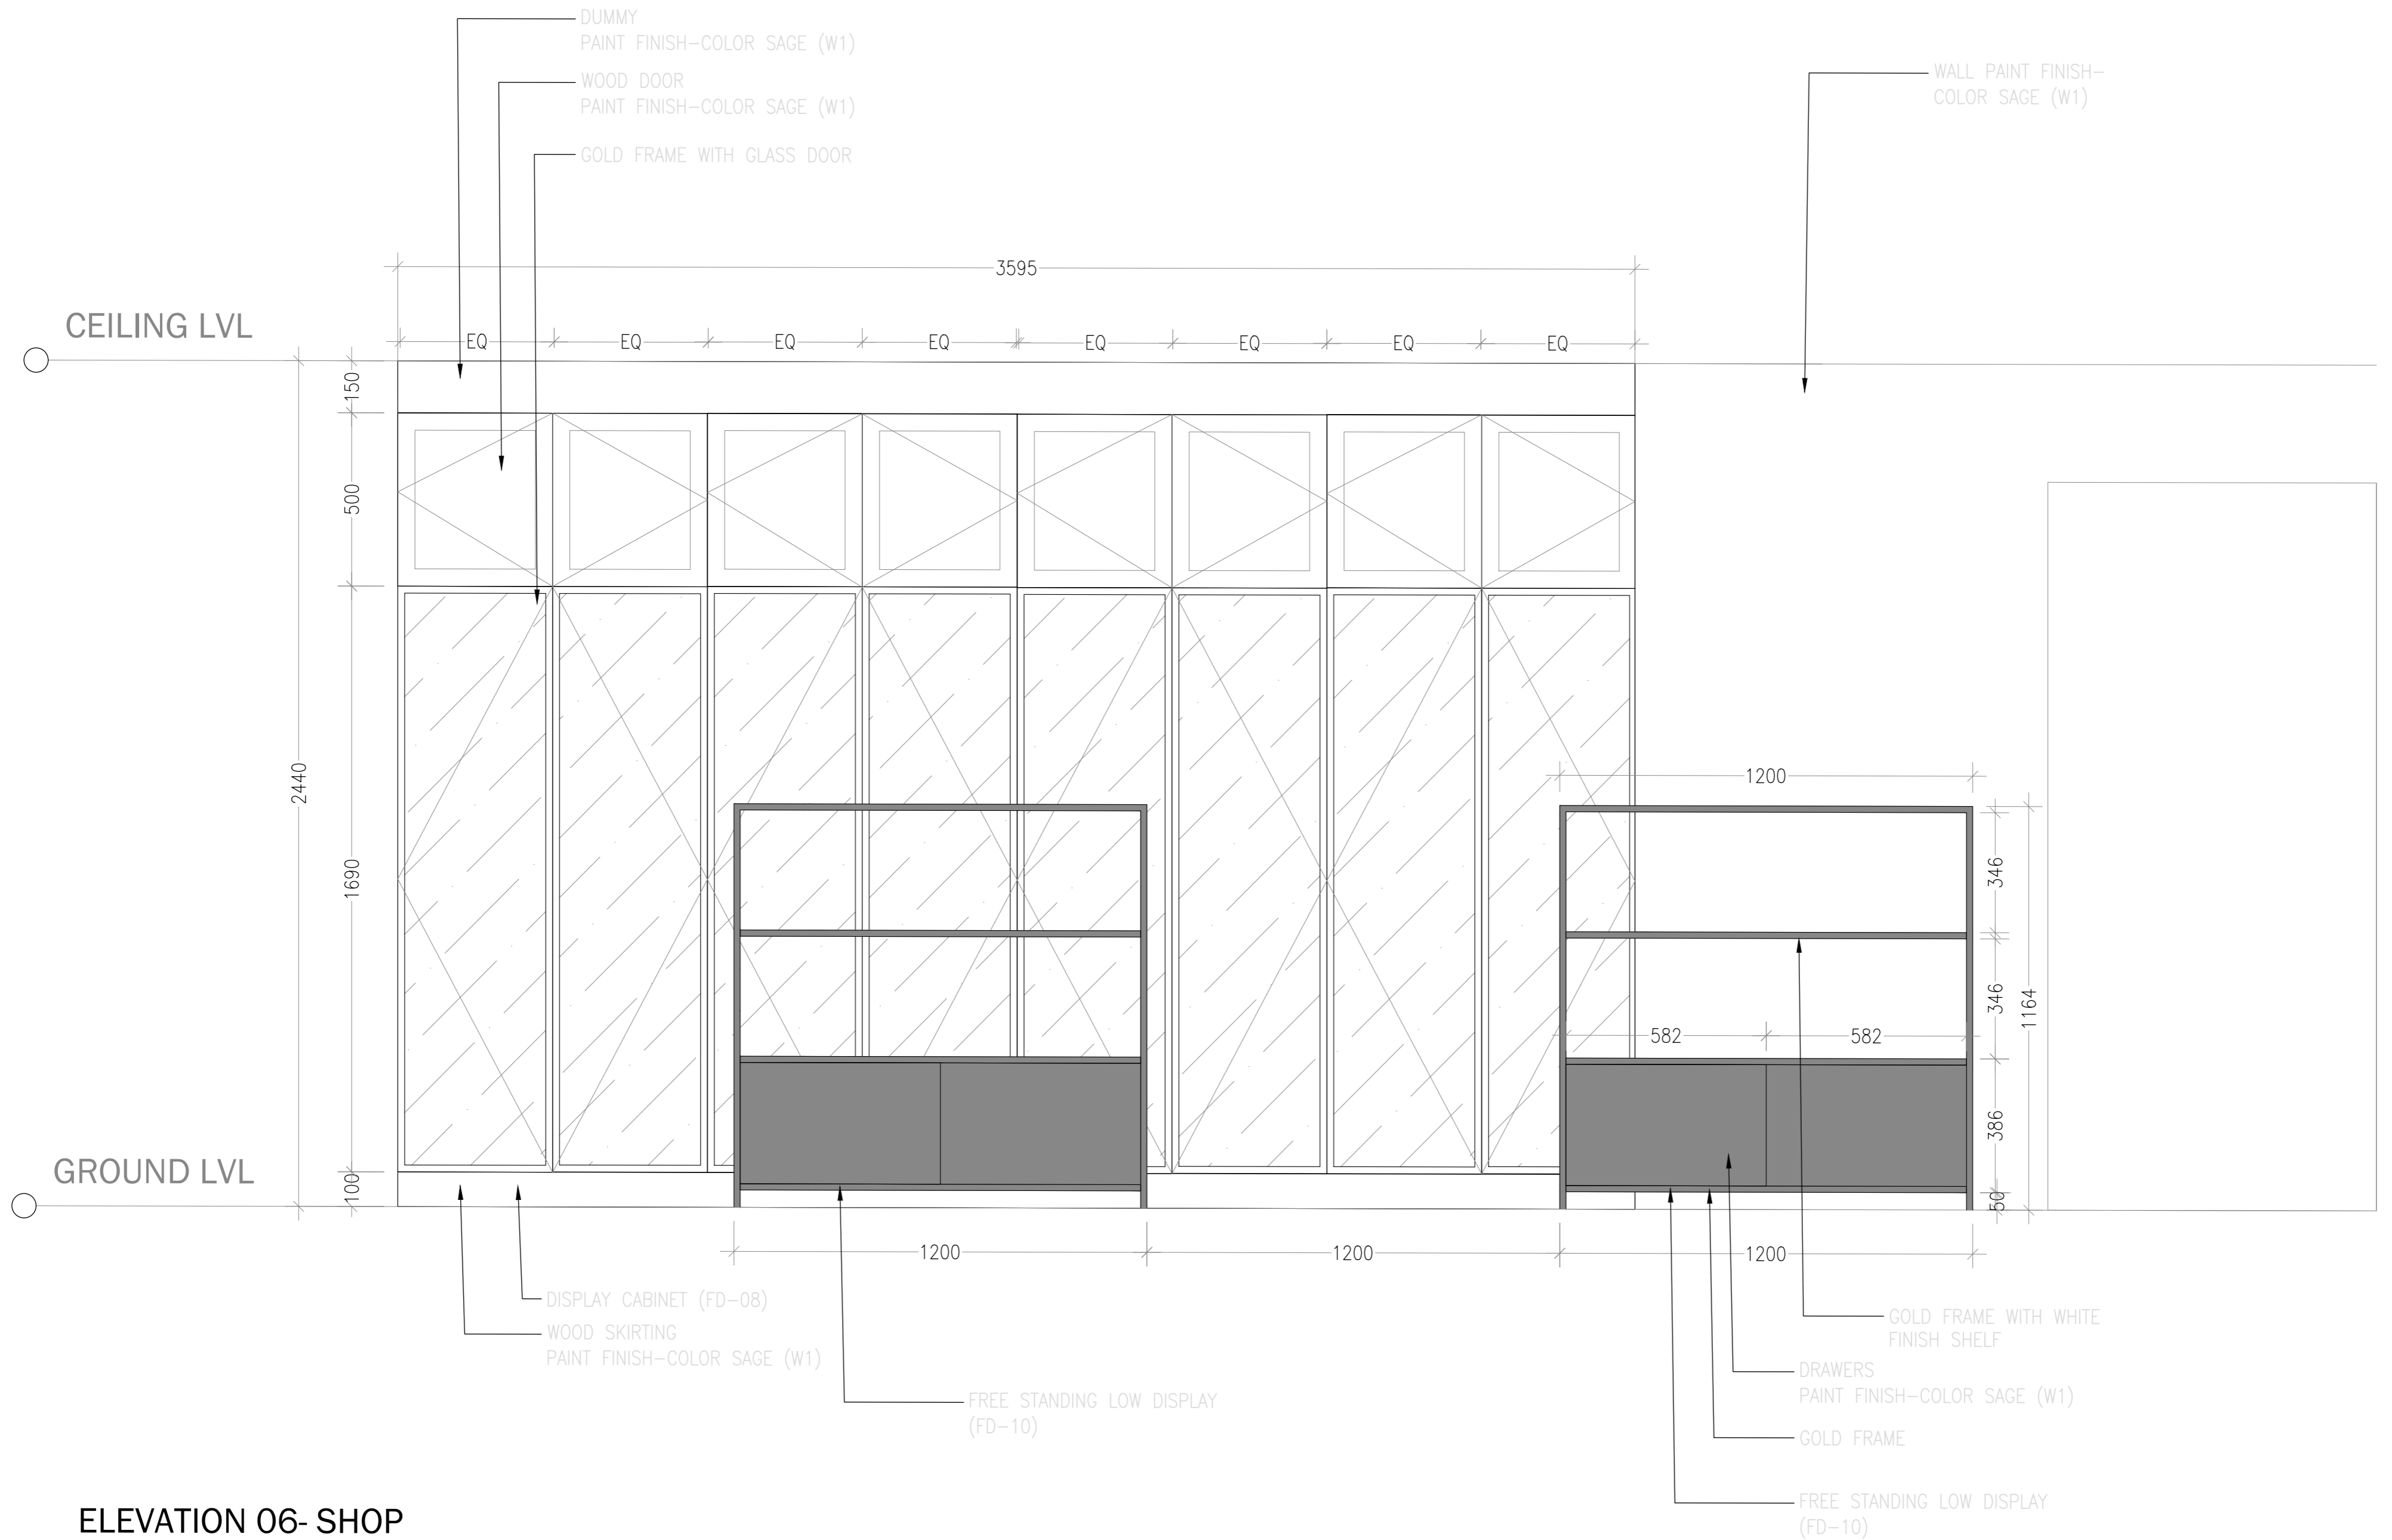 DUMMY
PAINT FINISH-COLOR SAGE (W1)
WOOD DOOR
PAINT FINISH-COLOR SAGE (W1)
GOLD FRAME WITH GLASS DOOR
WALL PAINT FINISH-
COLOR SAGE (W1)
3595
CEILING LVL
EQ EQ EQ EQ EQ EQ EQ EQ
150
500
2440
1690
100
1200
346
346
1164
582 582
386
50
GROUND LVL
1200 1200 1200
DISPLAY CABINET (FD-08)
WOOD SKIRTING
PAINT FINISH-COLOR SAGE (W1)
FREE STANDING LOW DISPLAY
(FD-10)
GOLD FRAME WITH WHITE
FINISH SHELF
DRAWERS
PAINT FINISH-COLOR SAGE (W1)
GOLD FRAME
FREE STANDING LOW DISPLAY
(FD-10)
ELEVATION 06- SHOP